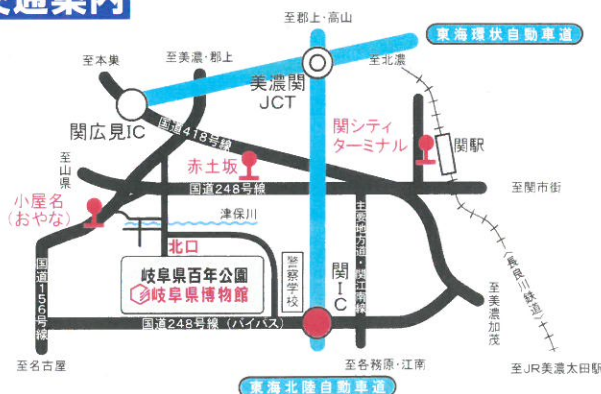 交通案内
至郡上・高山
東海環状自動車道
至本巣
至美濃・郡上
至北濃
美濃関
JCT
関広見IC
国道418号線
関シティ
ターミナル
関駅
至山県
赤土坂
国道248号線
至関市街
小屋名
(おやな)
津保川
北口
主要地方道・関江南線
岐阜県百年公園
岐阜県博物館
警察学校
関IC
国道156号線
〈長良川鉄道〉
至美濃加茂
国道248号線(バイパス)
至名古屋
至各務原・江南
至JR美濃太田駅
東海北陸自動車道